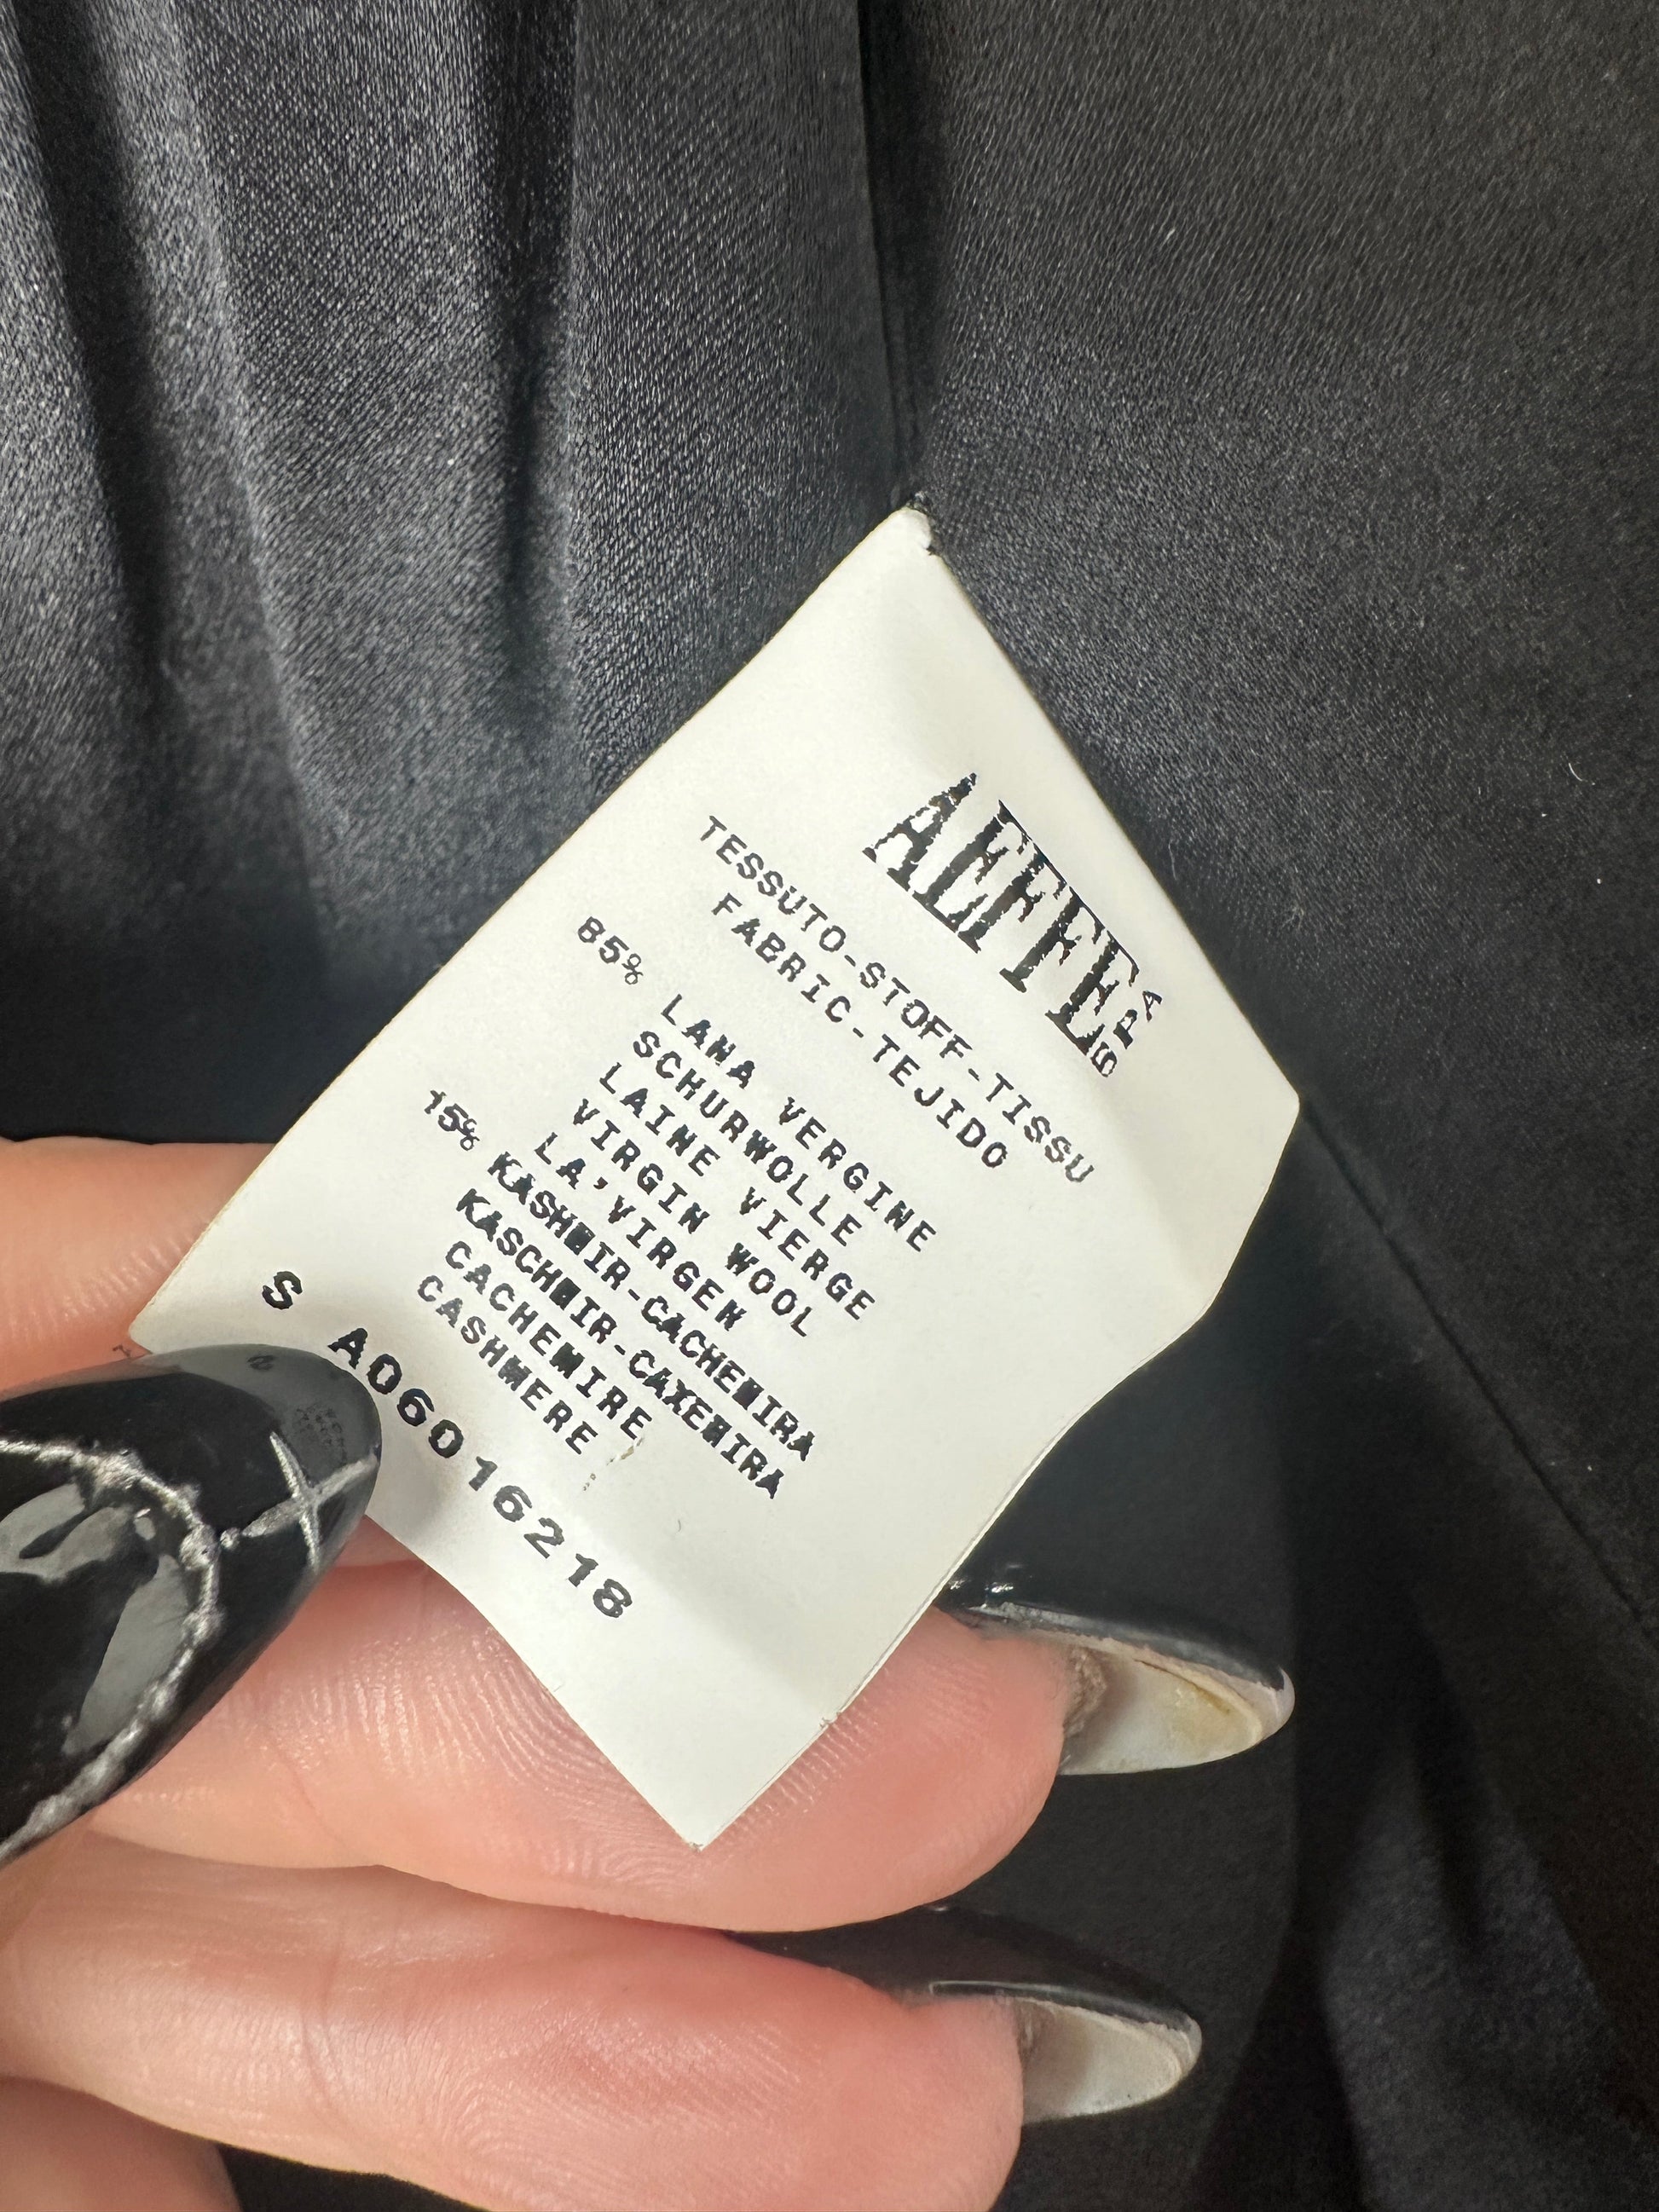 AEFFE SPA
TESSUTO-STOFF-TISSU
FABRIC-TEJIDO
85% LANA VERGINE
SCHURWOLLE
LAINE VIERGE
VIRGIN WOOL
LA'VIRGEN
15% KASHMIR-CACHEMIRA
KASCHMIR-CAXEMIRA
CACHEMIRE
CASHMERE
S A06016218